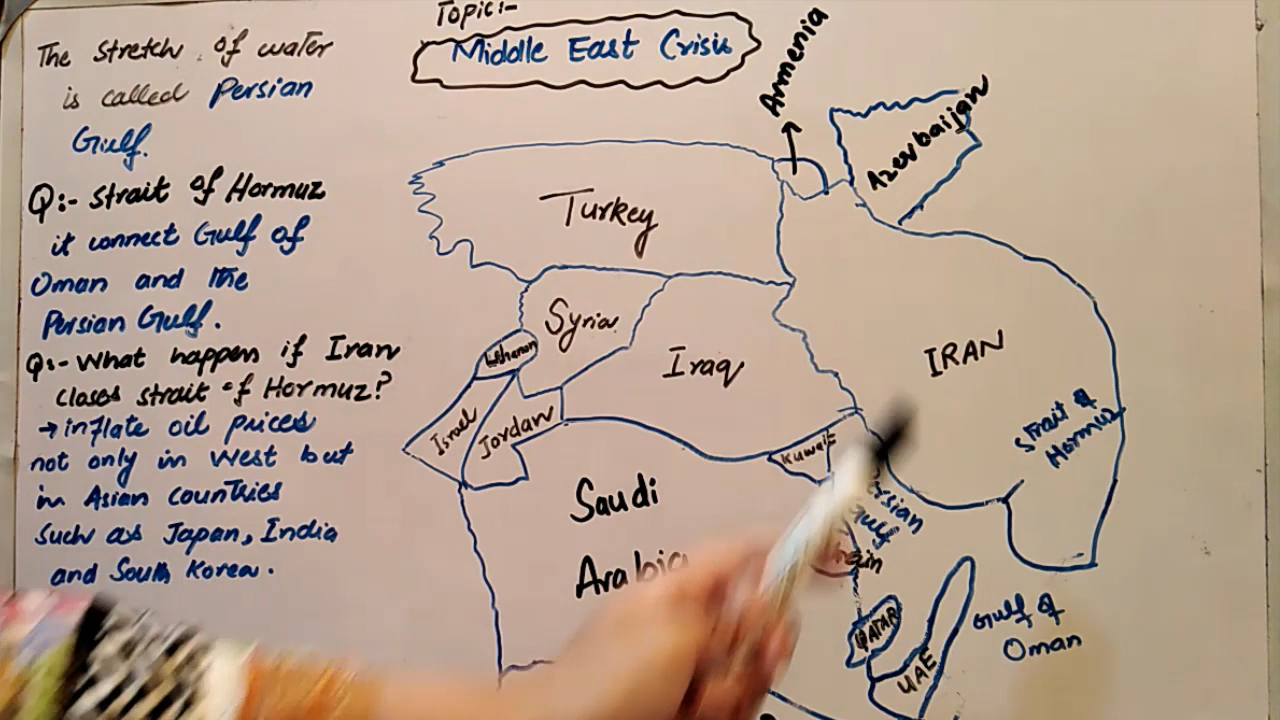 Topic:-
Middle East Crisis
The stretch of water
is called Persian
Gulf.
Q:- Strait of Hormuz
it connect Gulf of
Oman and the
Persian Gulf.
Q:- What happen if Iran
closes strait of Hormuz?
→ inflate oil prices
not only in West but
in Asian countries
such as Japan, India
and South Korea.
Armenia
Azerbaijan
Turkey
Syria
Lebanon
Iraq
IRAN
Israel
Jordan
Kuwait
Strait of
Hormuz
Saudi
Arabia
Gulf
QATAR
UAE
Gulf of
Oman